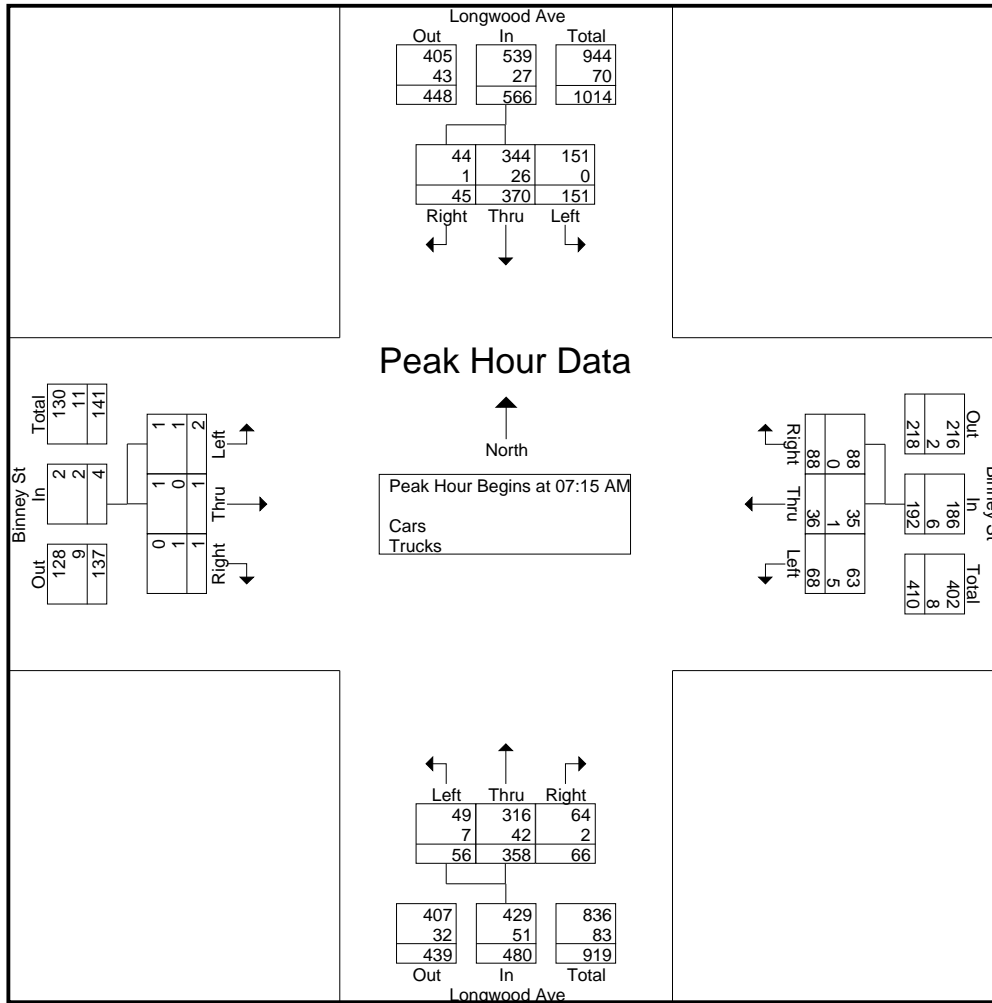 Longwood Ave
Out In Total
405 539 944
43 27 70
448 566 1014
44 344 151
1 26 0
45 370 151
Right Thru Left
Peak Hour Data
North
Peak Hour Begins at 07:15 AM
Cars
Trucks
Binney St
Total In Out
130 2 128
11 2 9
141 4 137
1 1 0
1 0 1
2 1 1
Left Thru Right
Binney St
Out In Total
216 186 402
2 6 8
218 192 410
88 35 63
0 1 5
88 36 68
Right Thru Left
Left Thru Right
49 316 64
7 42 2
56 358 66
407 429 836
32 51 83
439 480 919
Out In Total
Longwood Ave